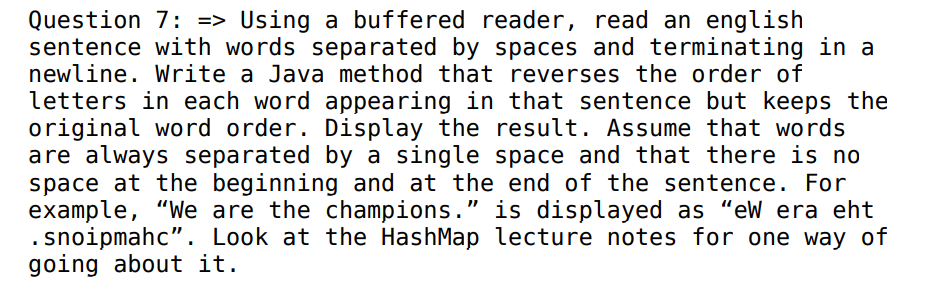 Question 7: => Using a buffered reader, read an english
sentence with words separated by spaces and terminating in a
newline. Write a Java method that reverses the order of
letters in each word appearing in that sentence but keeps the
original word order. Display the result. Assume that words
are always separated by a single space and that there is no
space at the beginning and at the end of the sentence. For
example, “We are the champions.” is displayed as “eW era eht
.snoipmahc”. Look at the HashMap lecture notes for one way of
going about it.